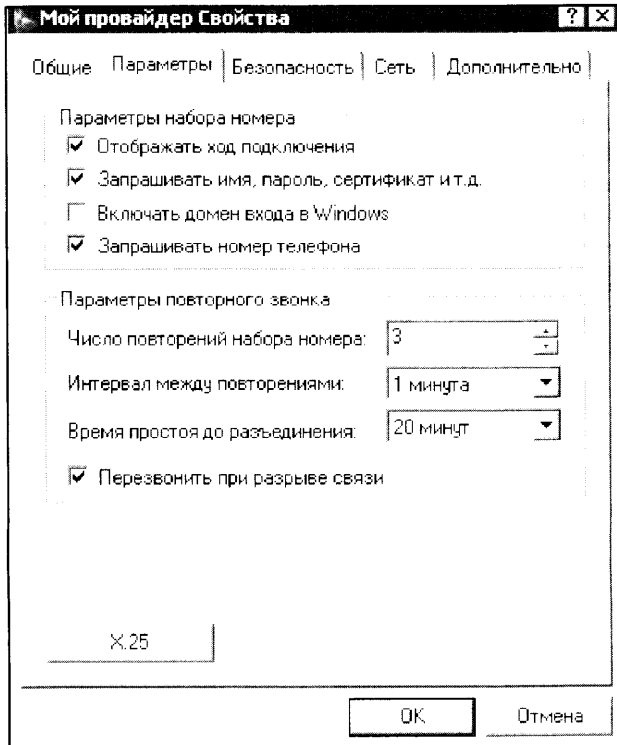 Мой провайдер Свойства
Общие Параметры Безопасность Сеть Дополнительно
Параметры набора номера
Отображать ход подключения
Запрашивать имя, пароль, сертификат и т.д.
Включать домен входа в Windows
Запрашивать номер телефона
Параметры повторного звонка
Число повторений набора номера: 3
Интервал между повторениями: 1 минута
Время простоя до разъединения: 20 минут
Перезвонить при разрыве связи
X.25
OK Отмена